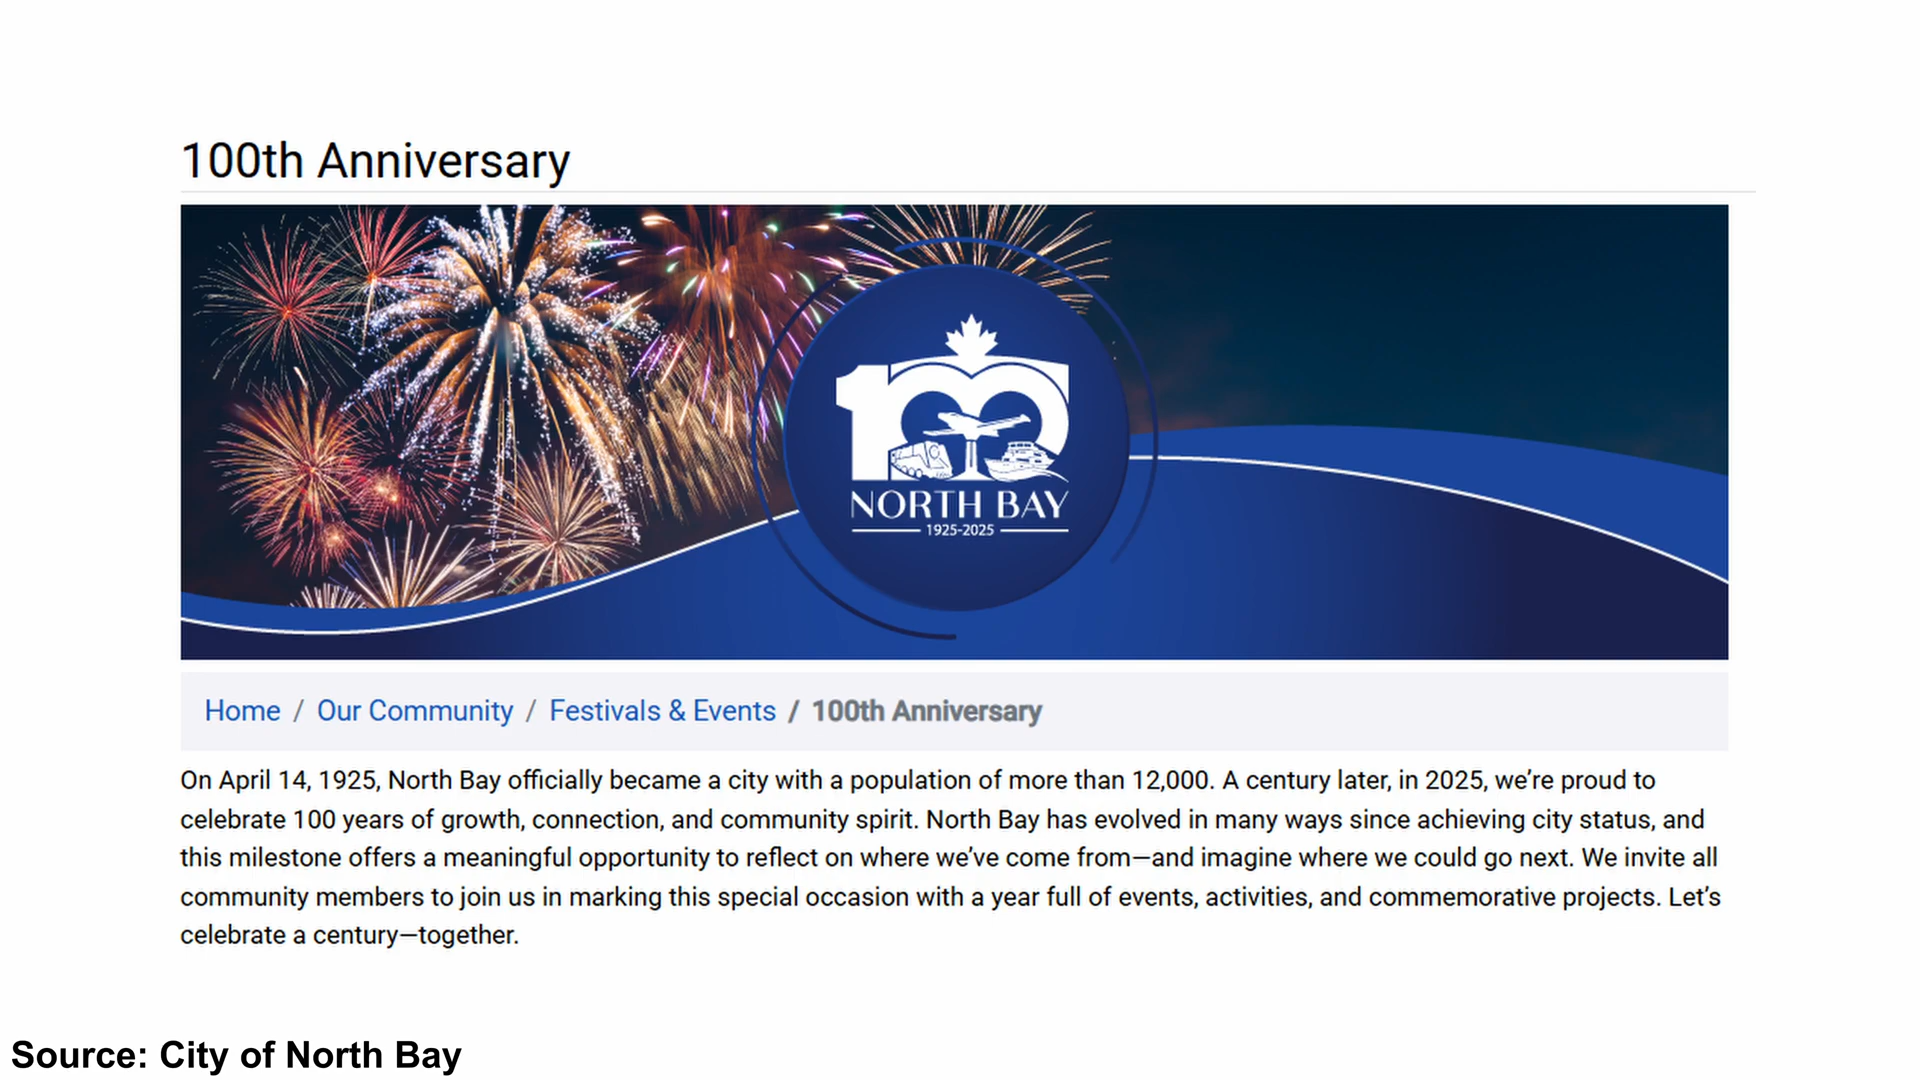 100th Anniversary
100
NORTH BAY
1925-2025
Home / Our Community / Festivals & Events / 100th Anniversary
On April 14, 1925, North Bay officially became a city with a population of more than 12,000. A century later, in 2025, we’re proud to
celebrate 100 years of growth, connection, and community spirit. North Bay has evolved in many ways since achieving city status, and
this milestone offers a meaningful opportunity to reflect on where we’ve come from—and imagine where we could go next. We invite all
community members to join us in marking this special occasion with a year full of events, activities, and commemorative projects. Let’s
celebrate a century—together.
Source: City of North Bay